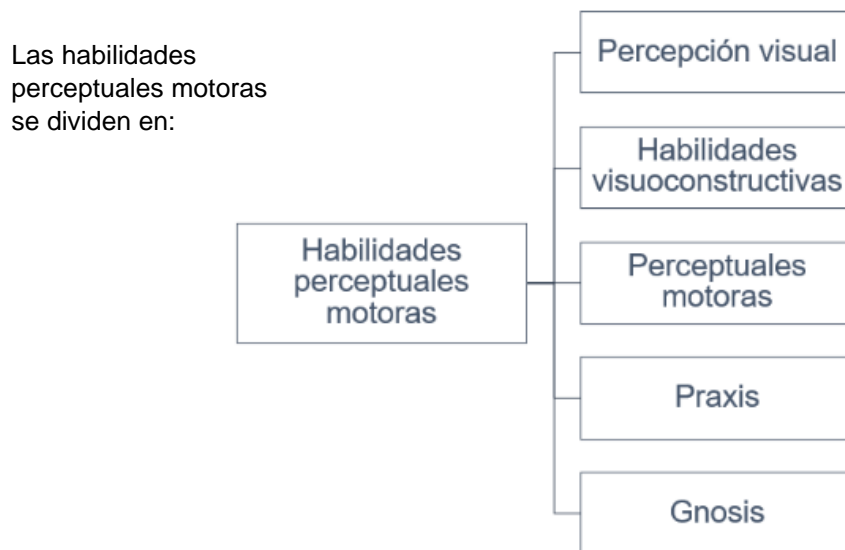 Las habilidades
perceptuales motoras
se dividen en:
Habilidades
perceptuales
motoras
Percepción visual
Habilidades
visuoconstructivas
Perceptuales
motoras
Praxis
Gnosis